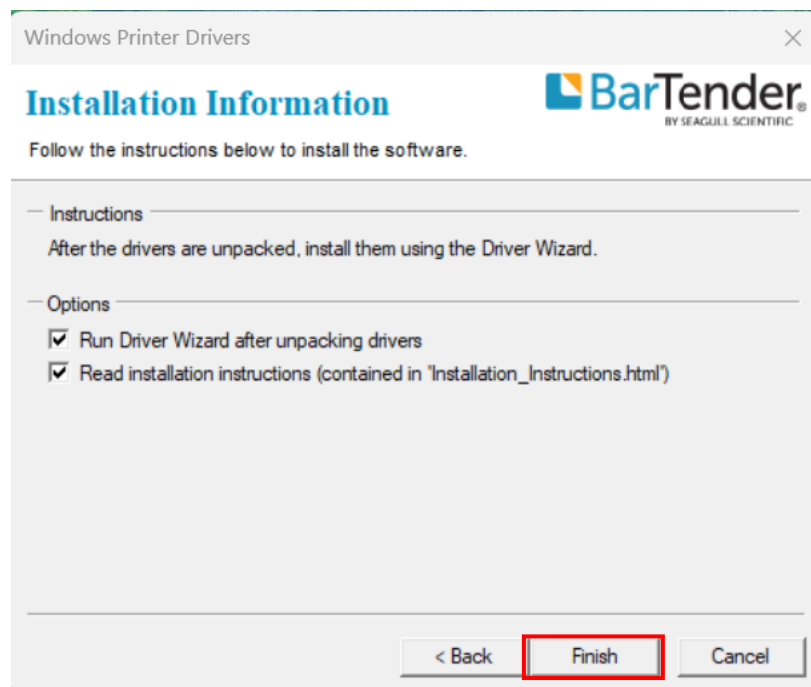 Windows Printer Drivers
Installation Information
BarTender®
BY SEAGULL SCIENTIFIC
Follow the instructions below to install the software.
Instructions
After the drivers are unpacked, install them using the Driver Wizard.
Options
Run Driver Wizard after unpacking drivers
Read installation instructions (contained in 'Installation_Instructions.html')
< Back Finish Cancel